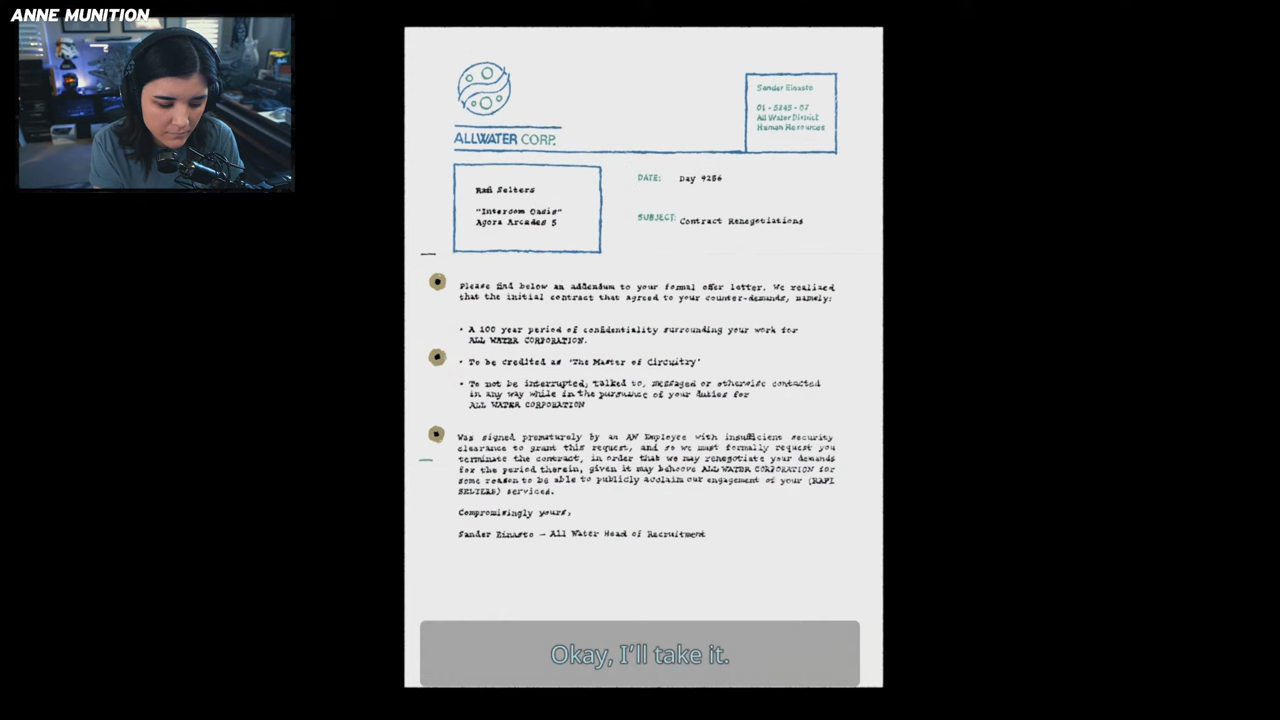 ANNE MUNITION
ALLWATER CORP.
Sander Einasto
01 - 5245 - 07
All Water District
Human Resources
Rafi Selters
"Intercom Oasis"
Agora Arcades 5
DATE: Day 9286
SUBJECT: Contract Renegotiations
Please find below an addendum to your formal offer letter. We realized
that the initial contract that agreed to your counter-demands, namely:
• A 100 year period of confidentiality surrounding your work for
ALL WATER CORPORATION.
• To be credited as 'The Master of Circuitry'
• To not be interrupted, talked to, messaged or otherwise contacted
in any way while in the pursuance of your duties for
ALL WATER CORPORATION
Was signed prematurely by an AW Employee with insufficient security
clearance to grant this request, and so we must formally request you
terminate the contract, in order that we may renegotiate your demands
for the period therein, given it may behoove ALL WATER CORPORATION for
some reason to be able to publicly acclaim our engagement of your (RAFI
SELTERS) services.
Compromisingly yours,
Sander Einasto — All Water Head of Recruitment
Okay, I'll take it.